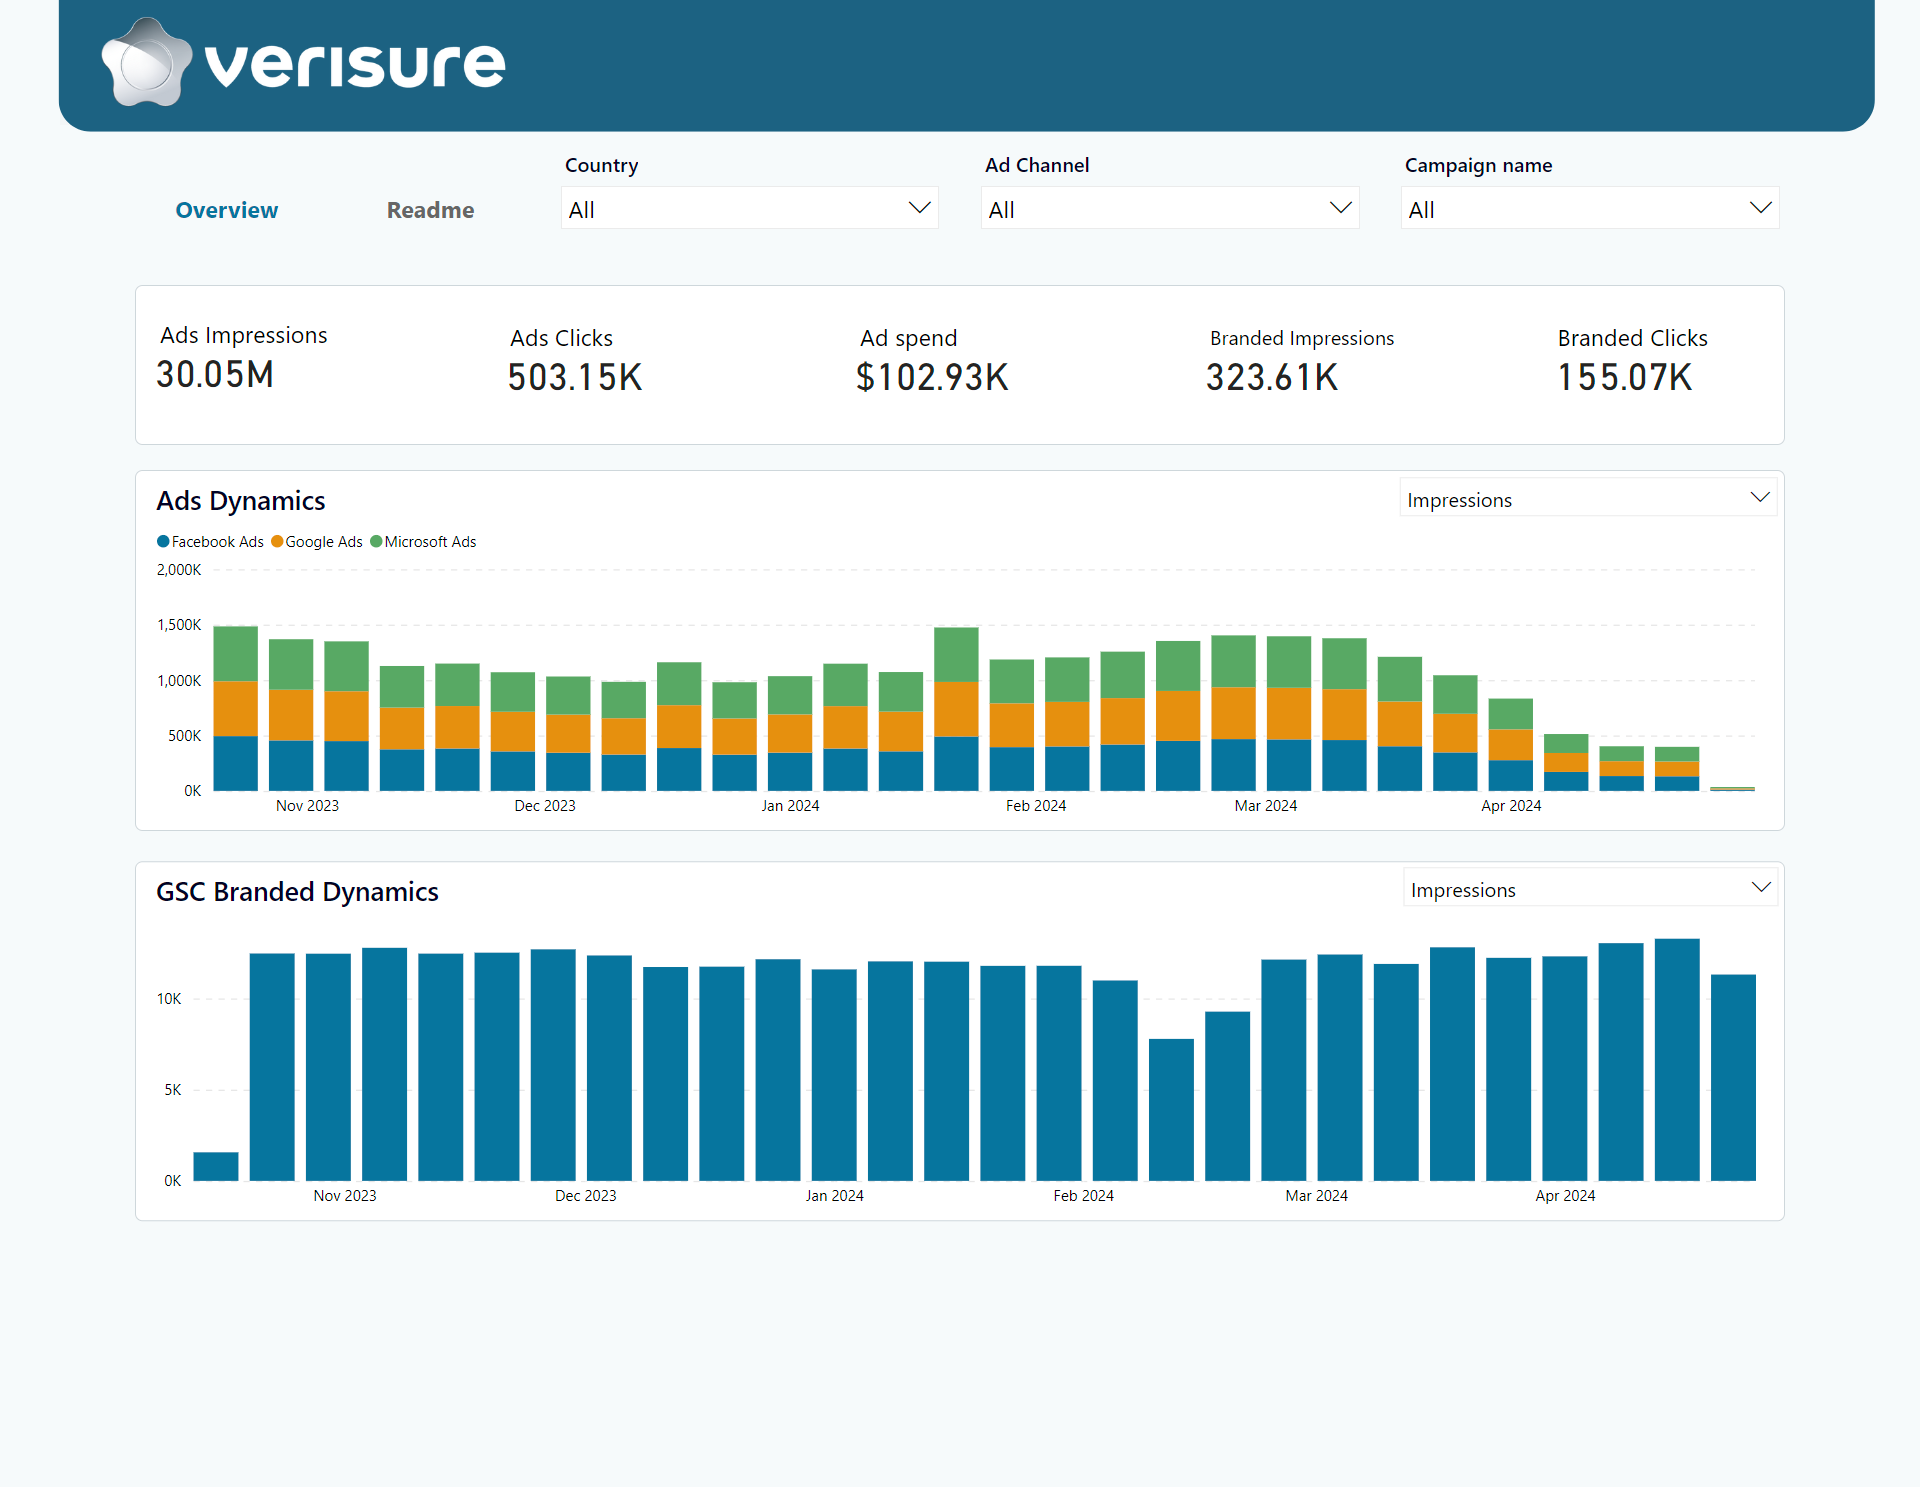 verisure
Country
Ad Channel
Campaign name
Overview
Readme
All
All
All
Ads Impressions
30.05M
Ads Clicks
503.15K
Ad spend
$102.93K
Branded Impressions
323.61K
Branded Clicks
155.07K
Ads Dynamics
Impressions
Facebook Ads Google Ads Microsoft Ads
2,000K
1,500K
1,000K
500K
0K
Nov 2023 Dec 2023 Jan 2024 Feb 2024 Mar 2024 Apr 2024
GSC Branded Dynamics
Impressions
10K
5K
0K
Nov 2023 Dec 2023 Jan 2024 Feb 2024 Mar 2024 Apr 2024